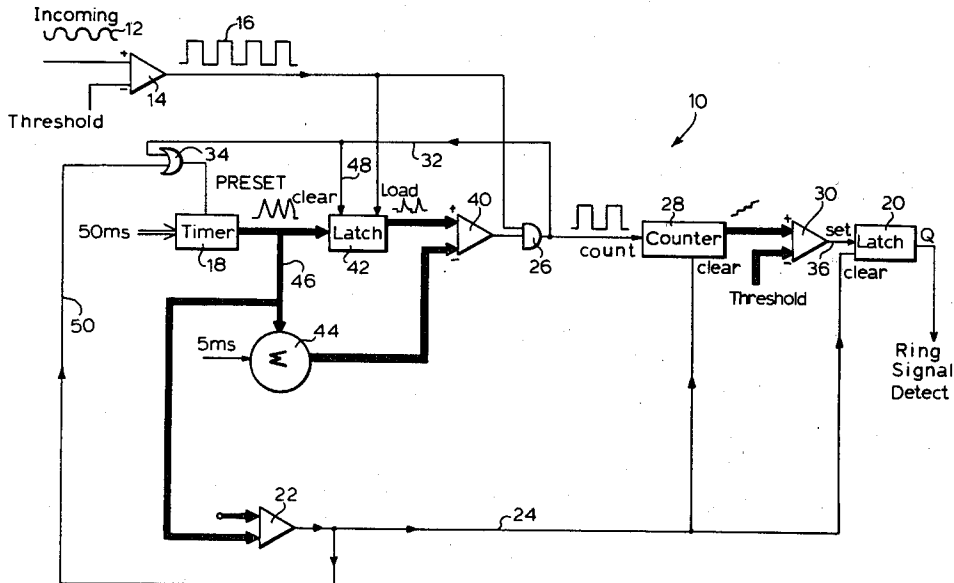 Incoming
12
16
+
-
14
Threshold
10
34
32
PRESET
clear
48
Load
40
+
-
50ms
Timer
18
Latch
42
26
count
28
Counter
clear
30
+
-
set
36
20
Latch
Q
clear
Threshold
46
50
44
5ms
Σ
Ring
Signal
Detect
22
24